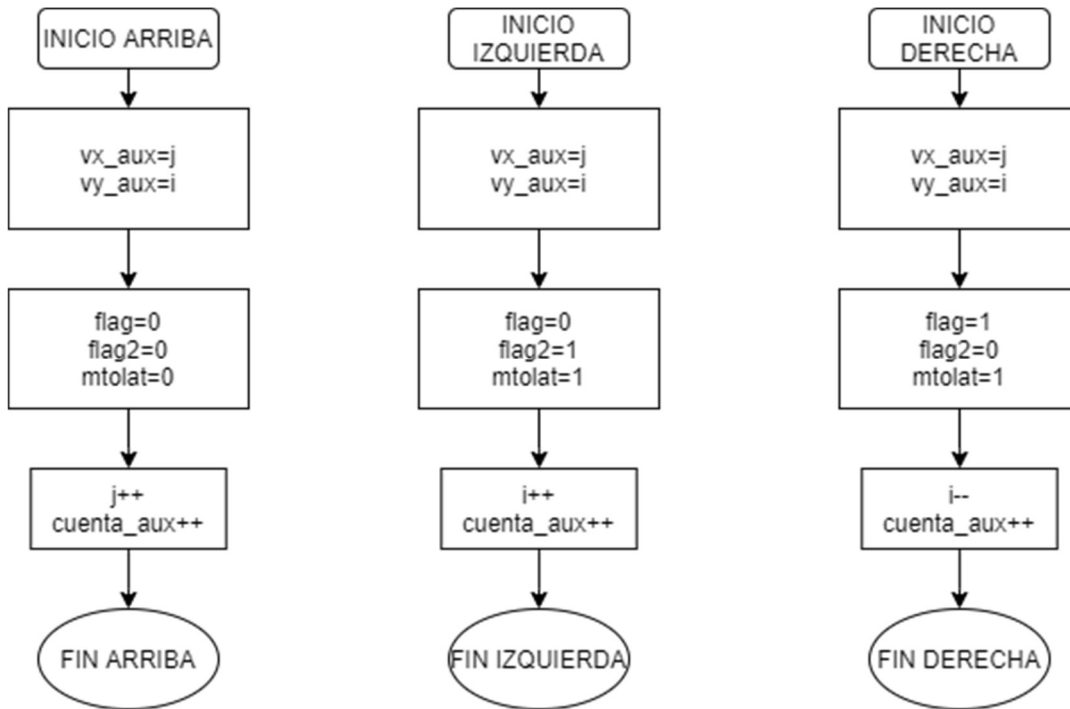 INICIO ARRIBA
vx_aux=j
vy_aux=i
flag=0
flag2=0
mtolat=0
j++
cuenta_aux++
FIN ARRIBA
INICIO
IZQUIERDA
vx_aux=j
vy_aux=i
flag=0
flag2=1
mtolat=1
i++
cuenta_aux++
FIN IZQUIERDA
INICIO
DERECHA
vx_aux=j
vy_aux=i
flag=1
flag2=0
mtolat=1
i--
cuenta_aux++
FIN DERECHA